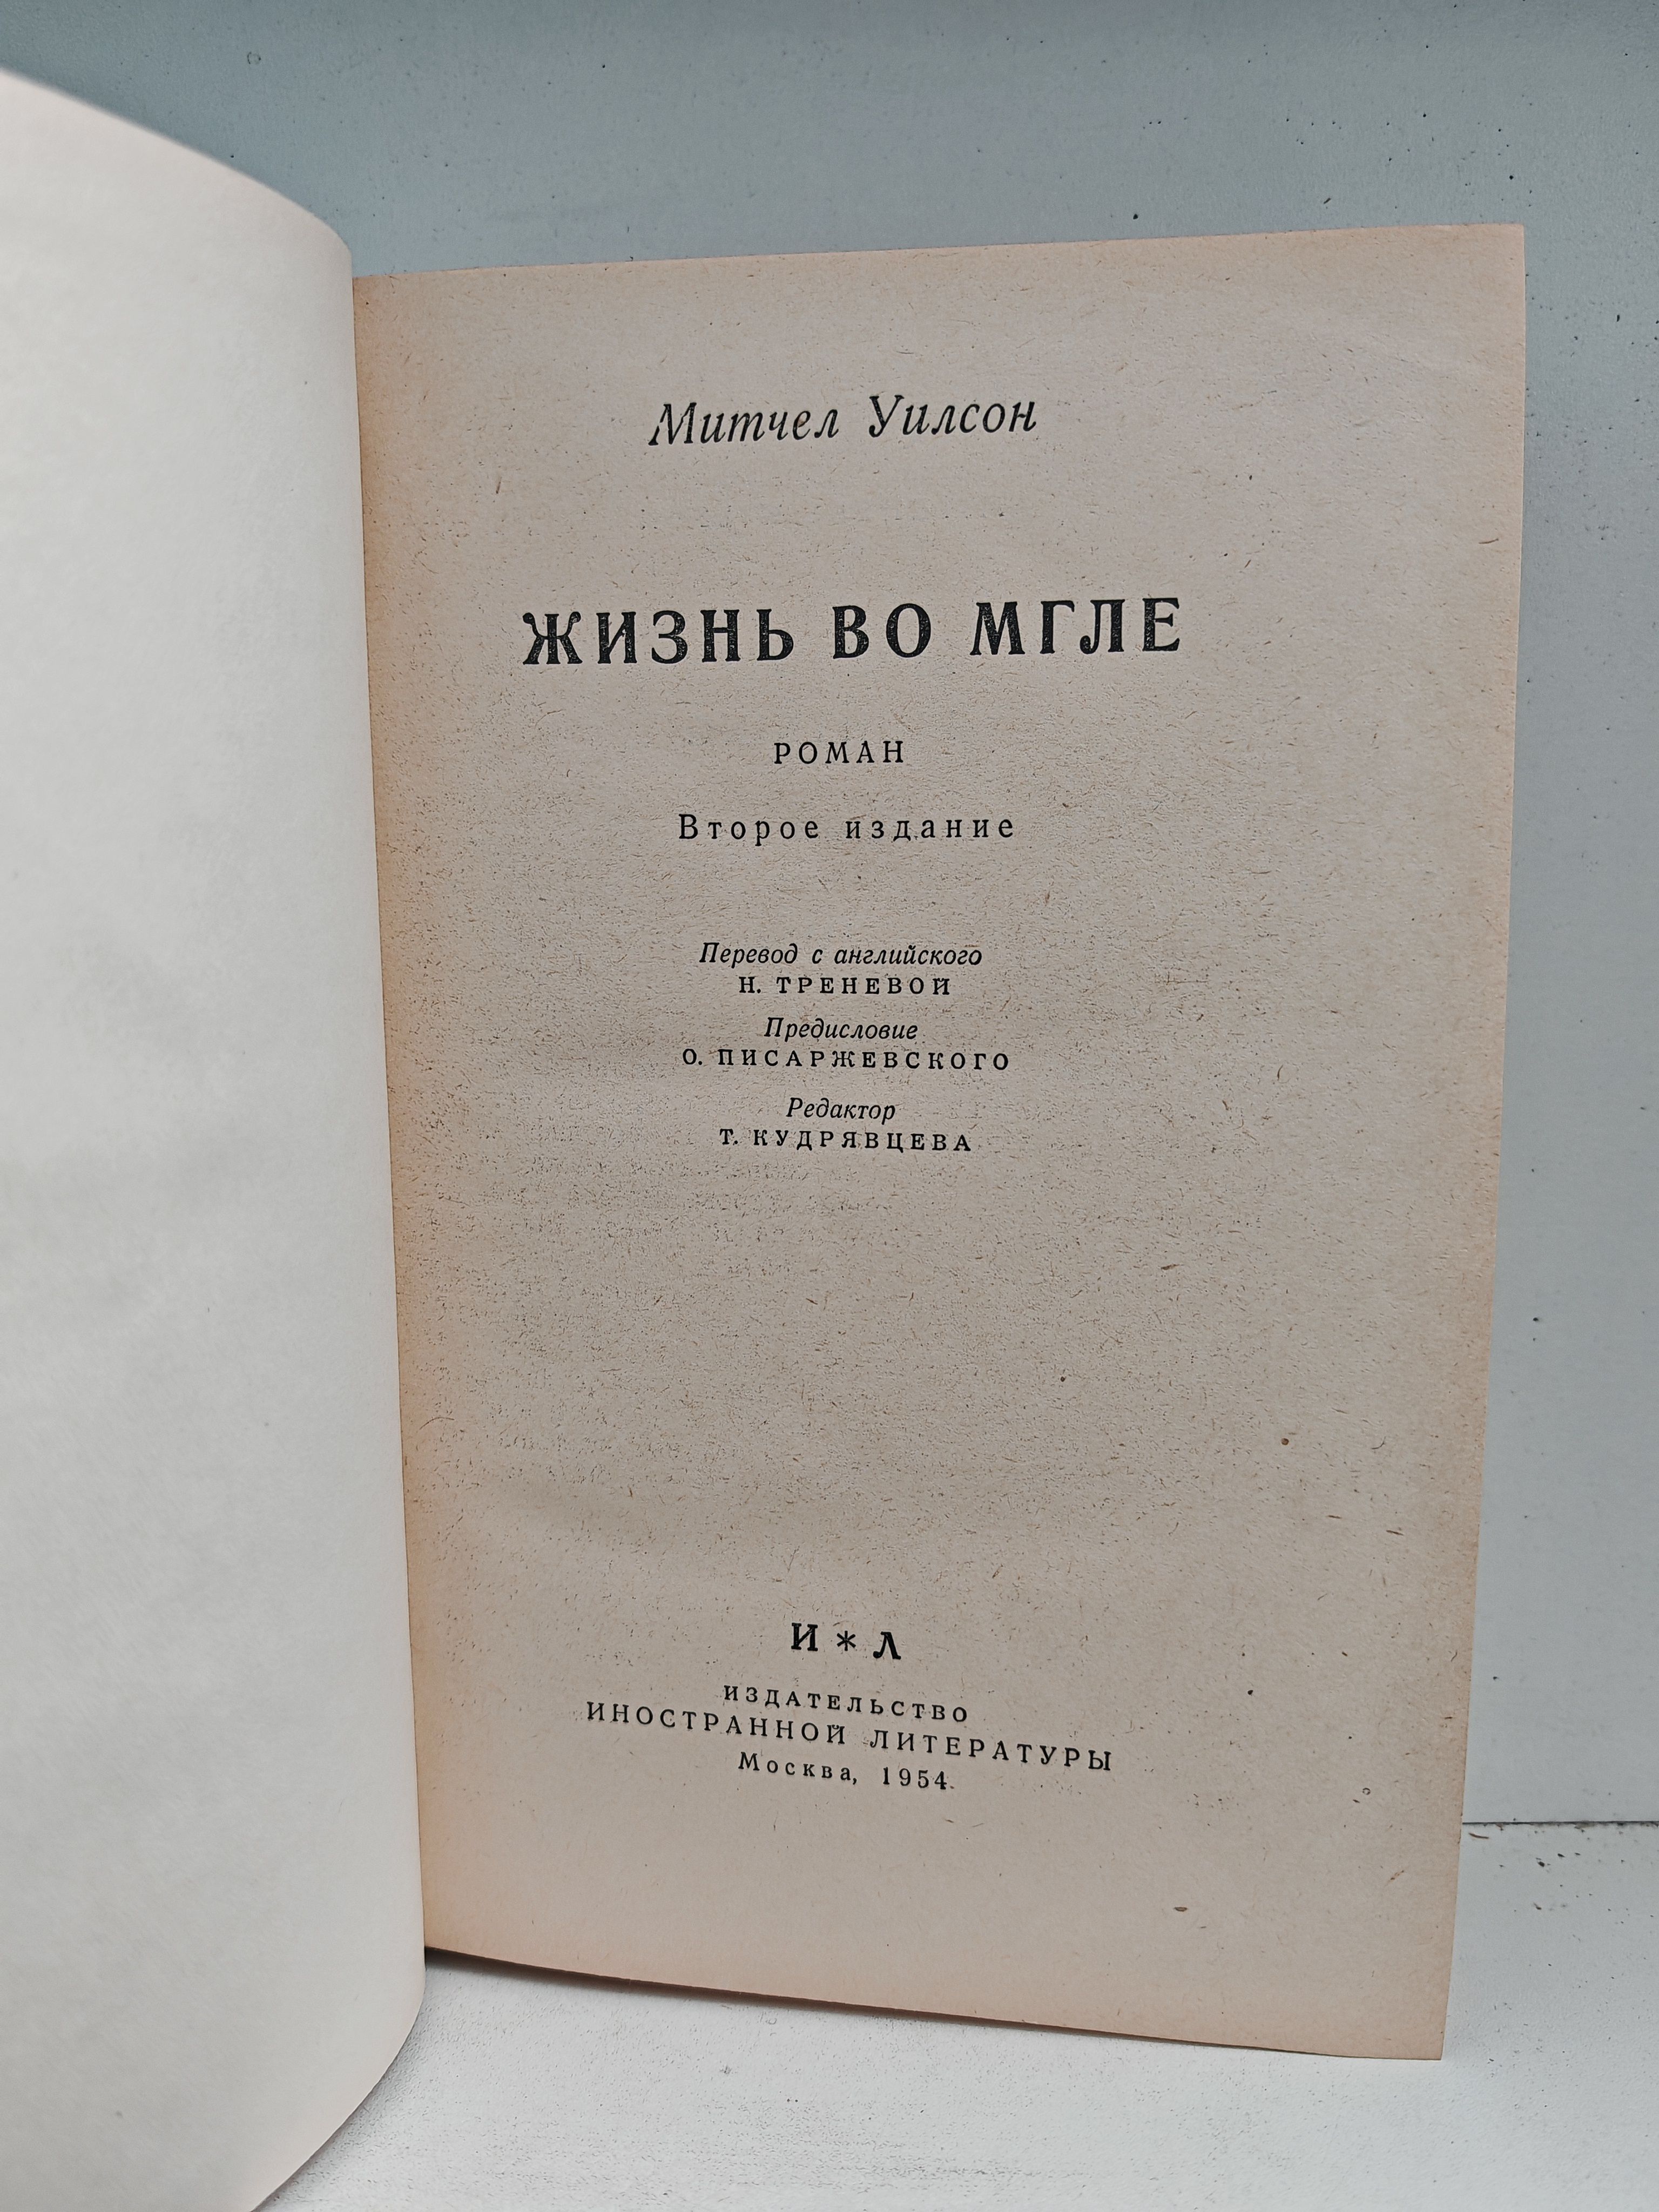 Митчел Уилсон
ЖИЗНЬ ВО МГЛЕ
РОМАН
Второе издание
Перевод с английского
Н. ТРЕНЕВОЙ
Предисловие
О. ПИСАРЖЕВСКОГО
Редактор
Т. КУДРЯВЦЕВА
И * Л
ИЗДАТЕЛЬСТВО
ИНОСТРАННОЙ ЛИТЕРАТУРЫ
Москва, 1954